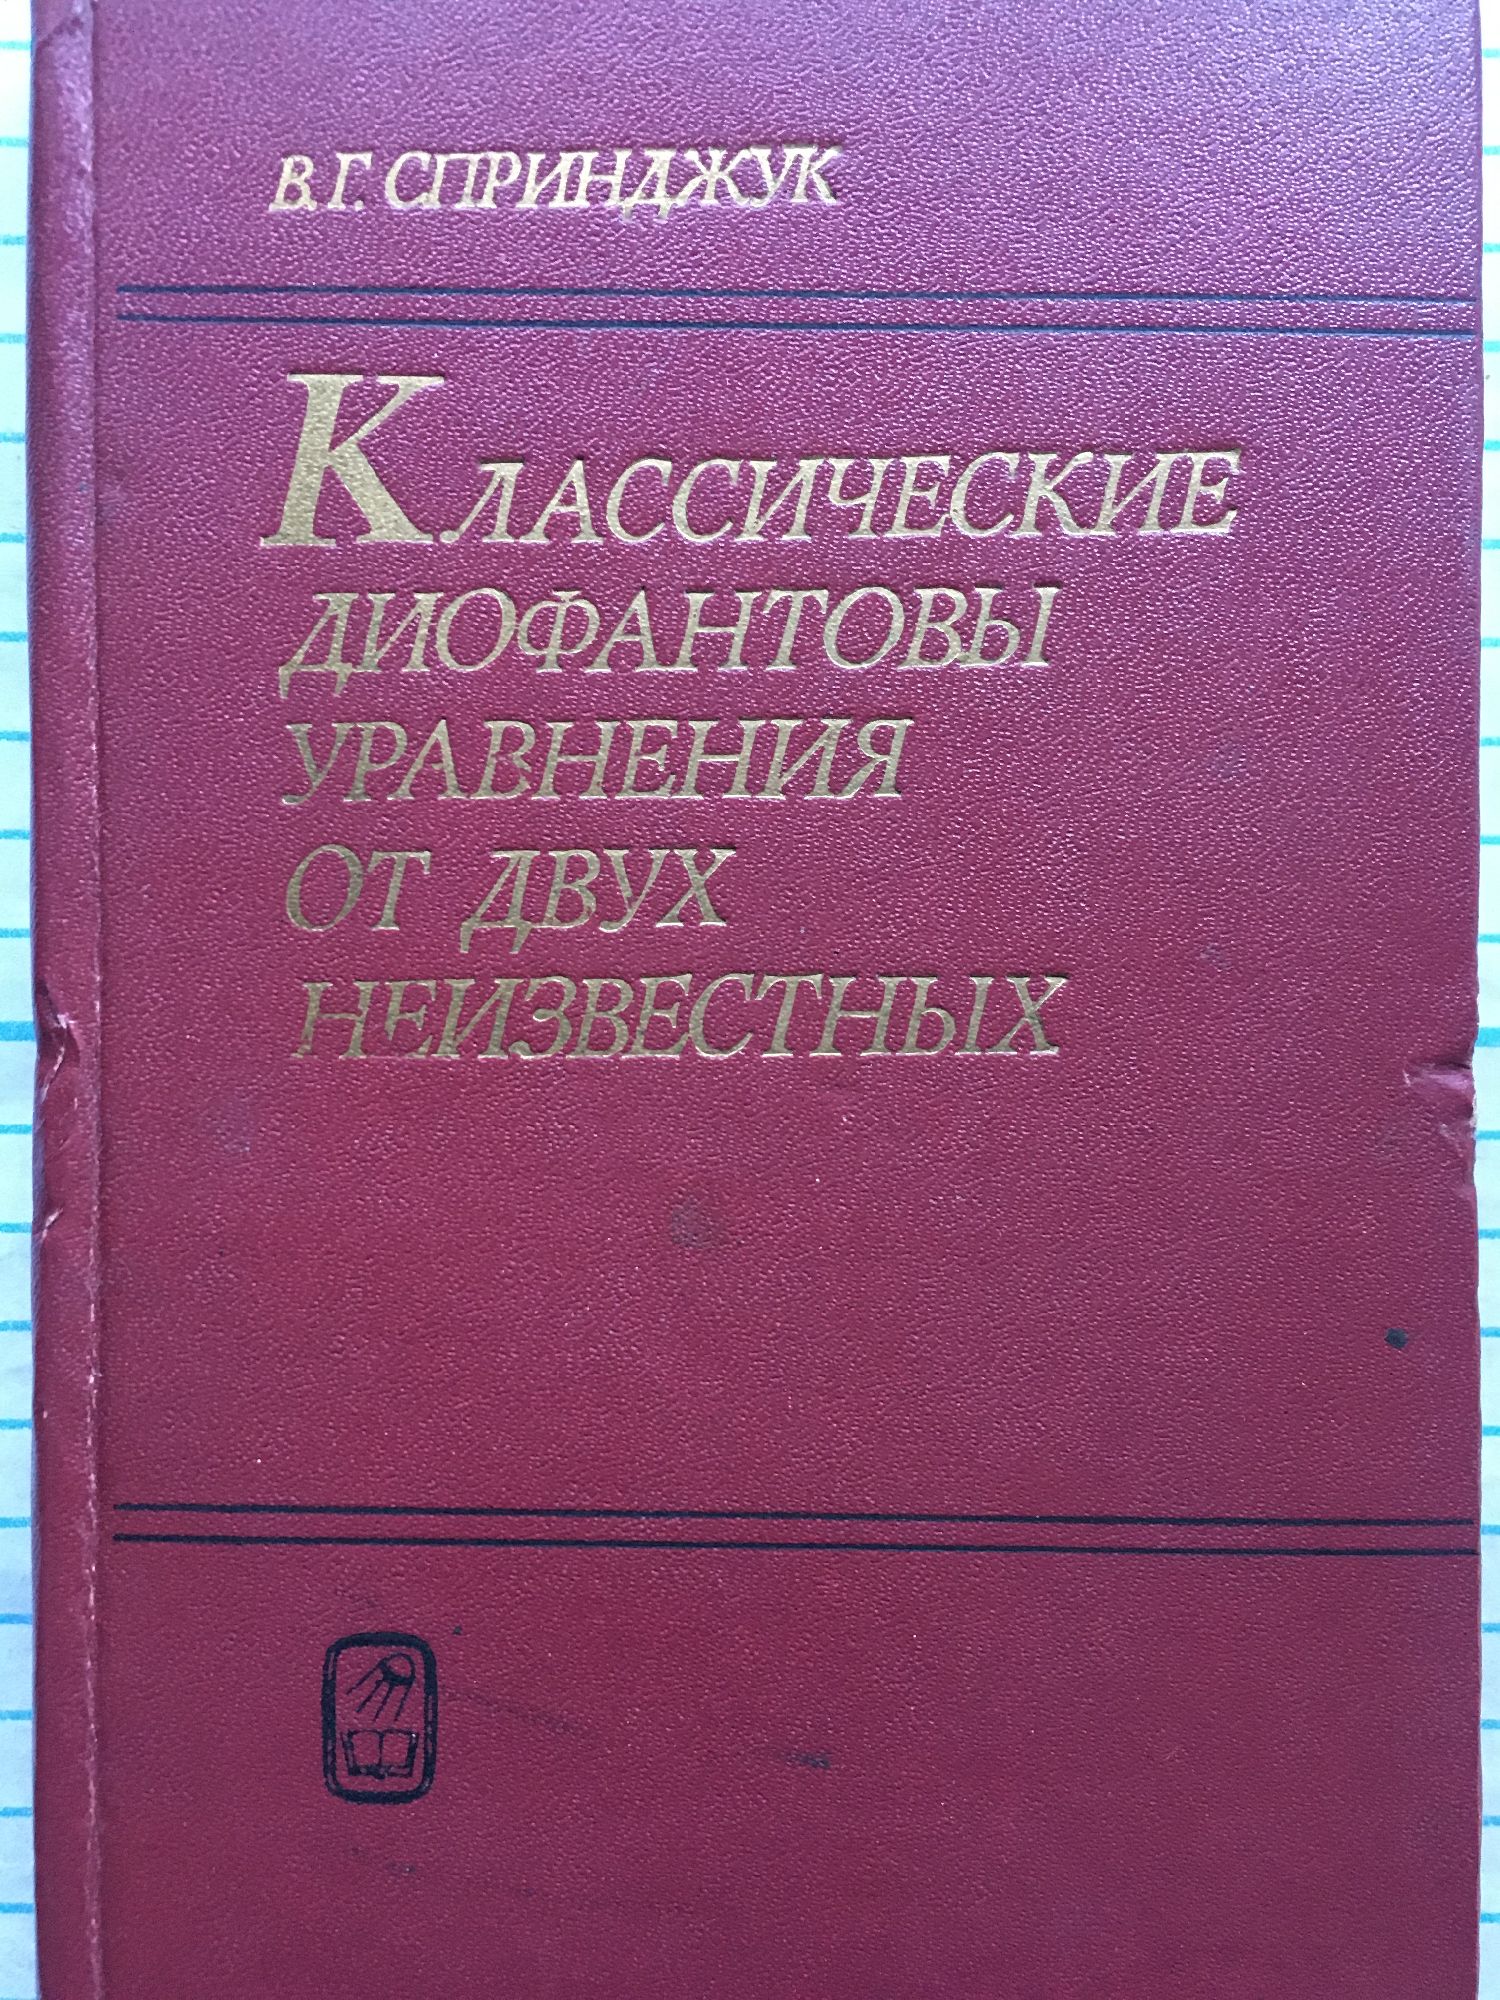 В.Г. СПРИНДЖУК
КЛАССИЧЕСКИЕ
ДИОФАНТОВЫ
УРАВНЕНИЯ
ОТ ДВУХ
НЕИЗВЕСТНЫХ